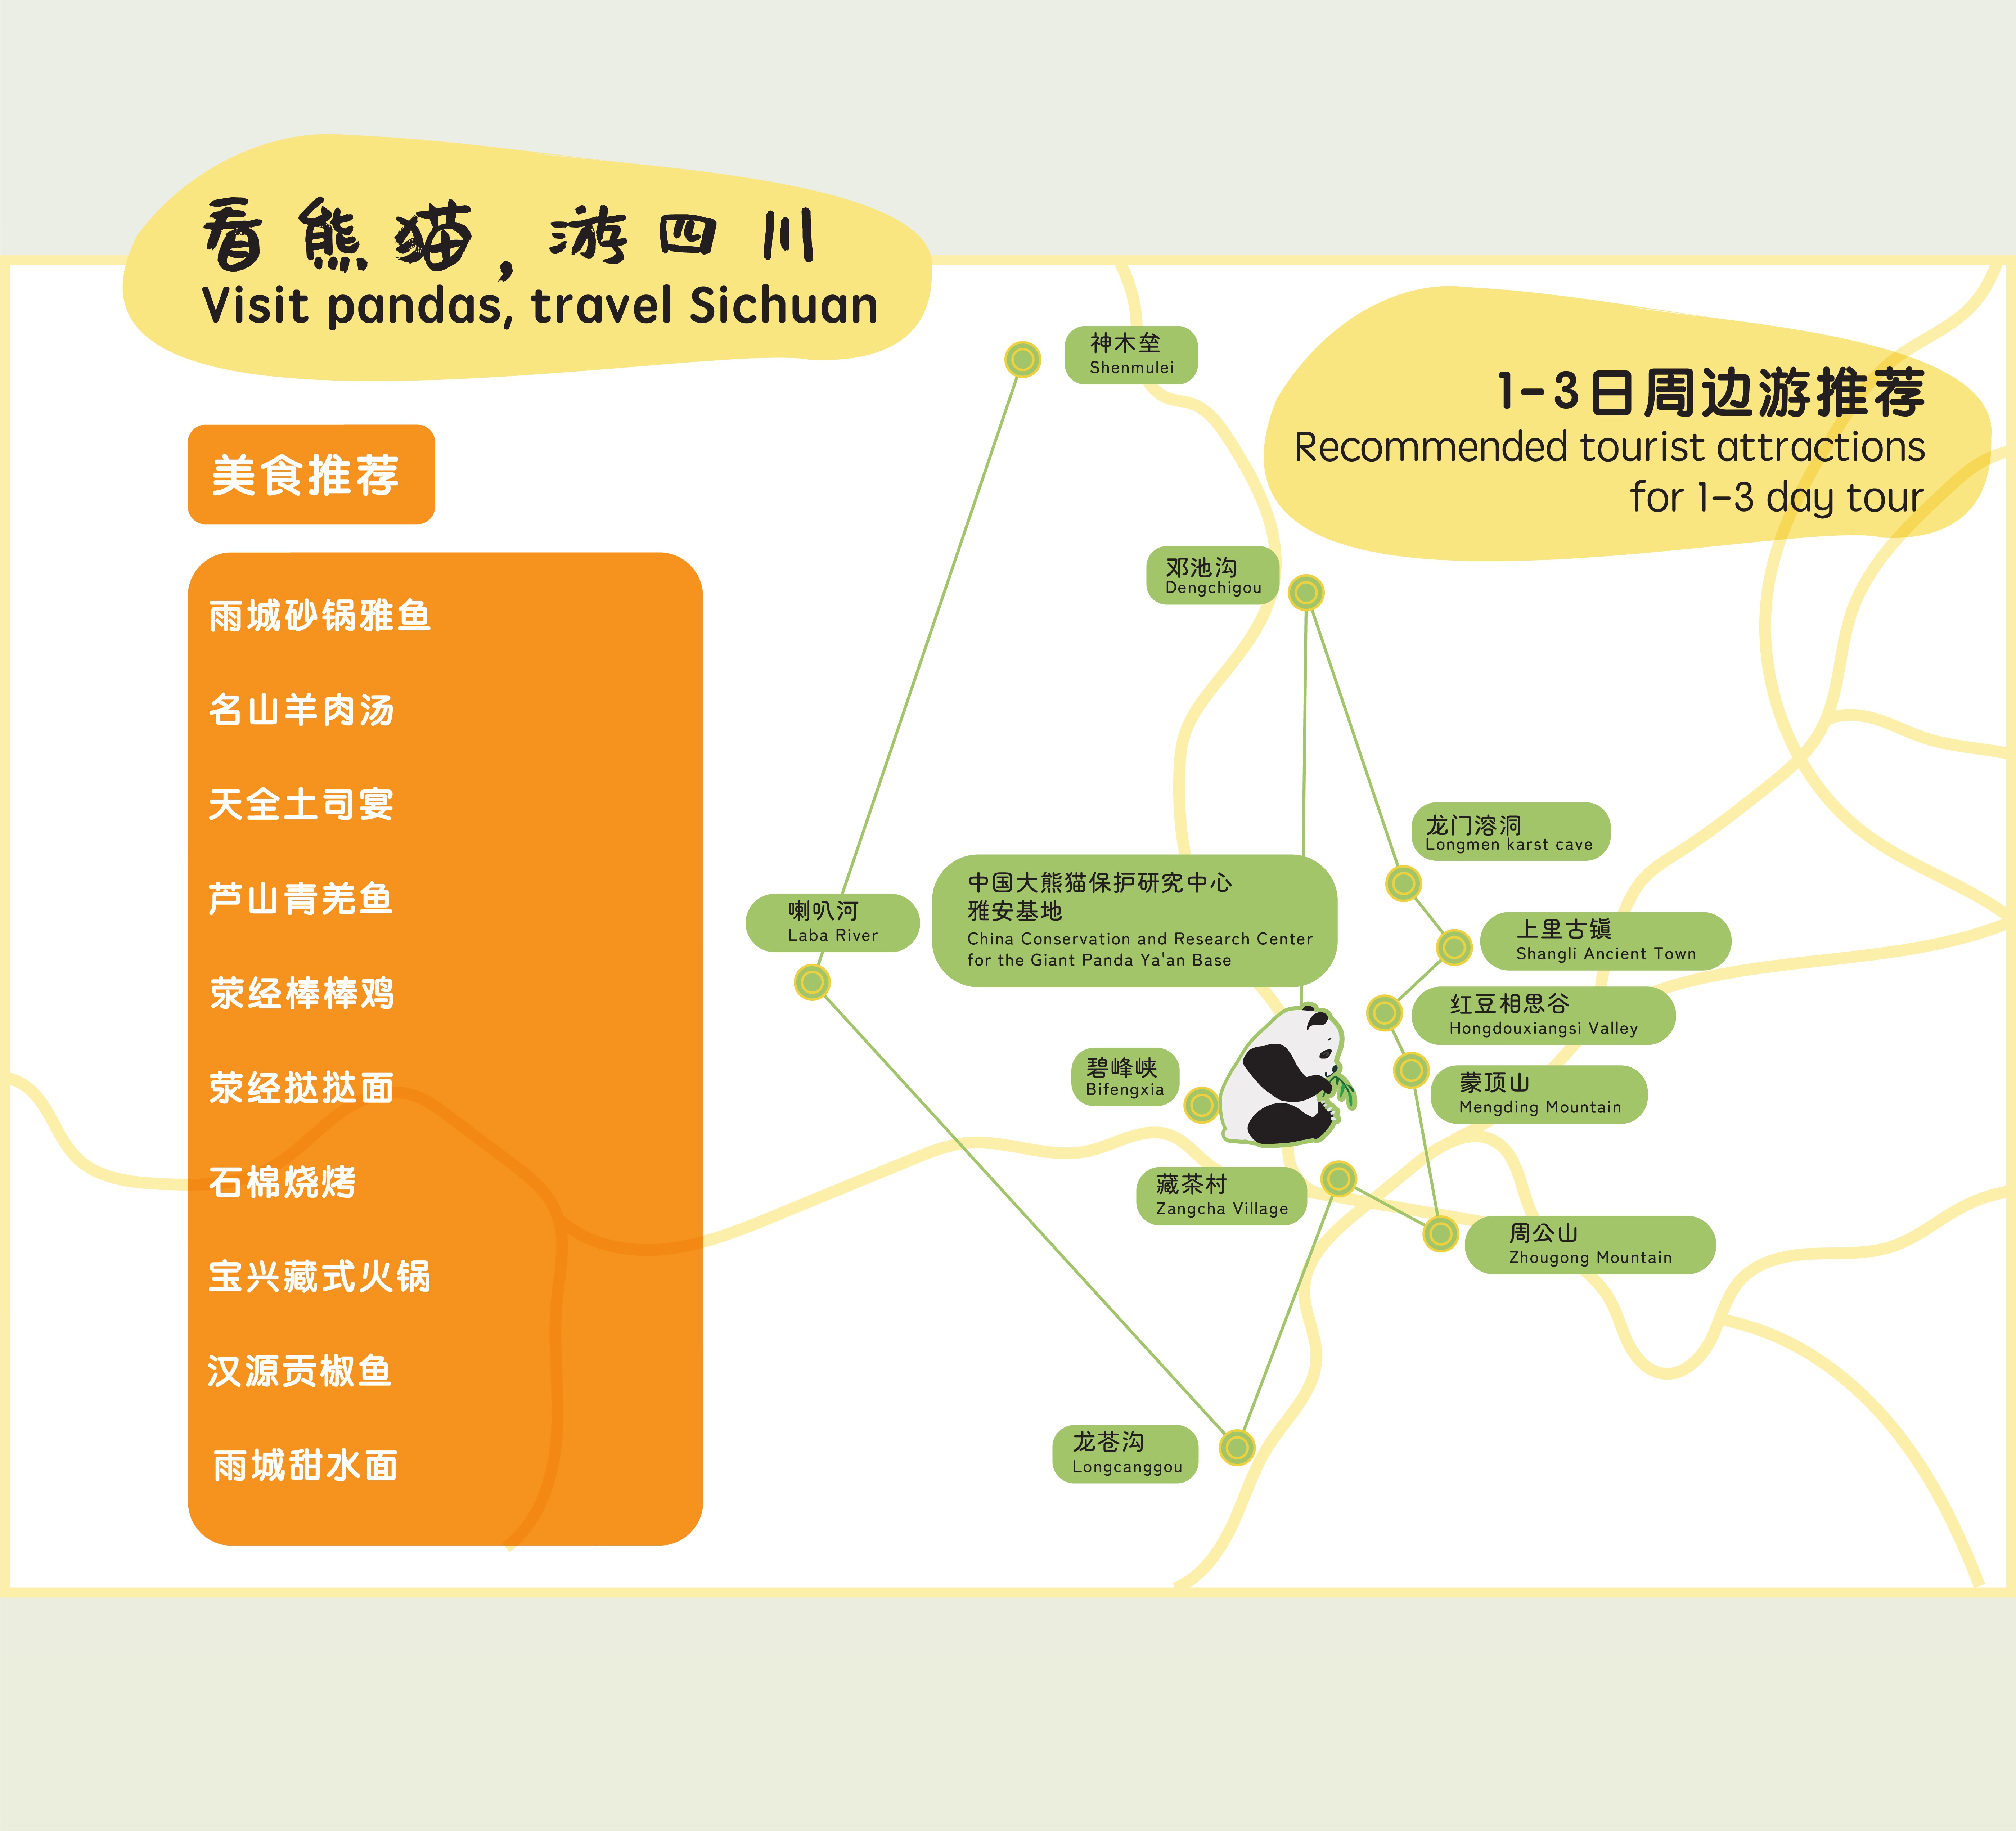 看熊猫,游四川
Visit pandas, travel Sichuan
美食推荐
雨城砂锅雅鱼
名山羊肉汤
天全土司宴
芦山青羌鱼
荥经棒棒鸡
荥经挞挞面
石棉烧烤
宝兴藏式火锅
汉源贡椒鱼
雨城甜水面
1-3日周边游推荐
Recommended tourist attractions
for 1-3 day tour
神木垒
Shenmulei
邓池沟
Dengchigou
龙门溶洞
Longmen karst cave
喇叭河
Laba River
中国大熊猫保护研究中心
雅安基地
China Conservation and Research Center
for the Giant Panda Ya'an Base
上里古镇
Shangli Ancient Town
红豆相思谷
Hongdouxiangsi Valley
碧峰峡
Bifengxia
蒙顶山
Mengding Mountain
藏茶村
Zangcha Village
周公山
Zhougong Mountain
龙苍沟
Longcanggou